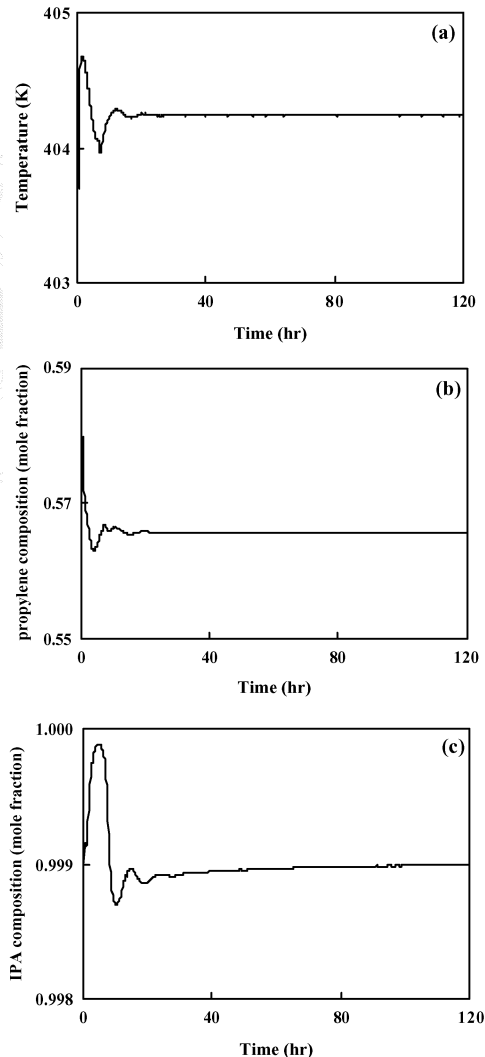 405
(a)
Temperature (K)
404
403
0 40 80 120
Time (hr)
0.59
(b)
propylene composition (mole fraction)
0.57
0.55
0 40 80 120
Time (hr)
1.000
(c)
IPA composition (mole fraction)
0.999
0.998
0 40 80 120
Time (hr)